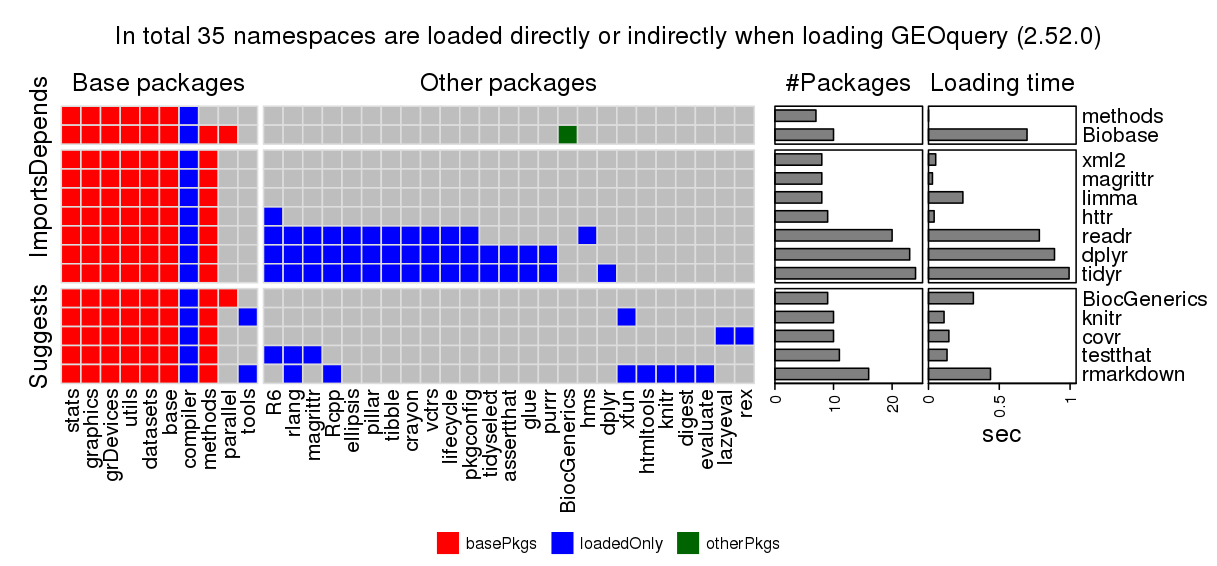 In total 35 namespaces are loaded directly or indirectly when loading GEOquery (2.52.0)
Base packages
Other packages
#Packages
Loading time
Depends
methods
Biobase
Imports
xml2
magrittr
limma
httr
readr
dplyr
tidyr
Suggests
BiocGenerics
knitr
covr
testthat
rmarkdown
stats
graphics
grDevices
utils
datasets
base
compiler
methods
parallel
tools
R6
rlang
magrittr
Rcpp
ellipsis
pillar
tibble
crayon
vctrs
lifecycle
pkgconfig
tidyselect
assertthat
glue
purrr
BiocGenerics
hms
dplyr
xfun
htmltools
knitr
digest
evaluate
lazyeval
rex
0
10
20
0
0.5
1
sec
basePkgs
loadedOnly
otherPkgs